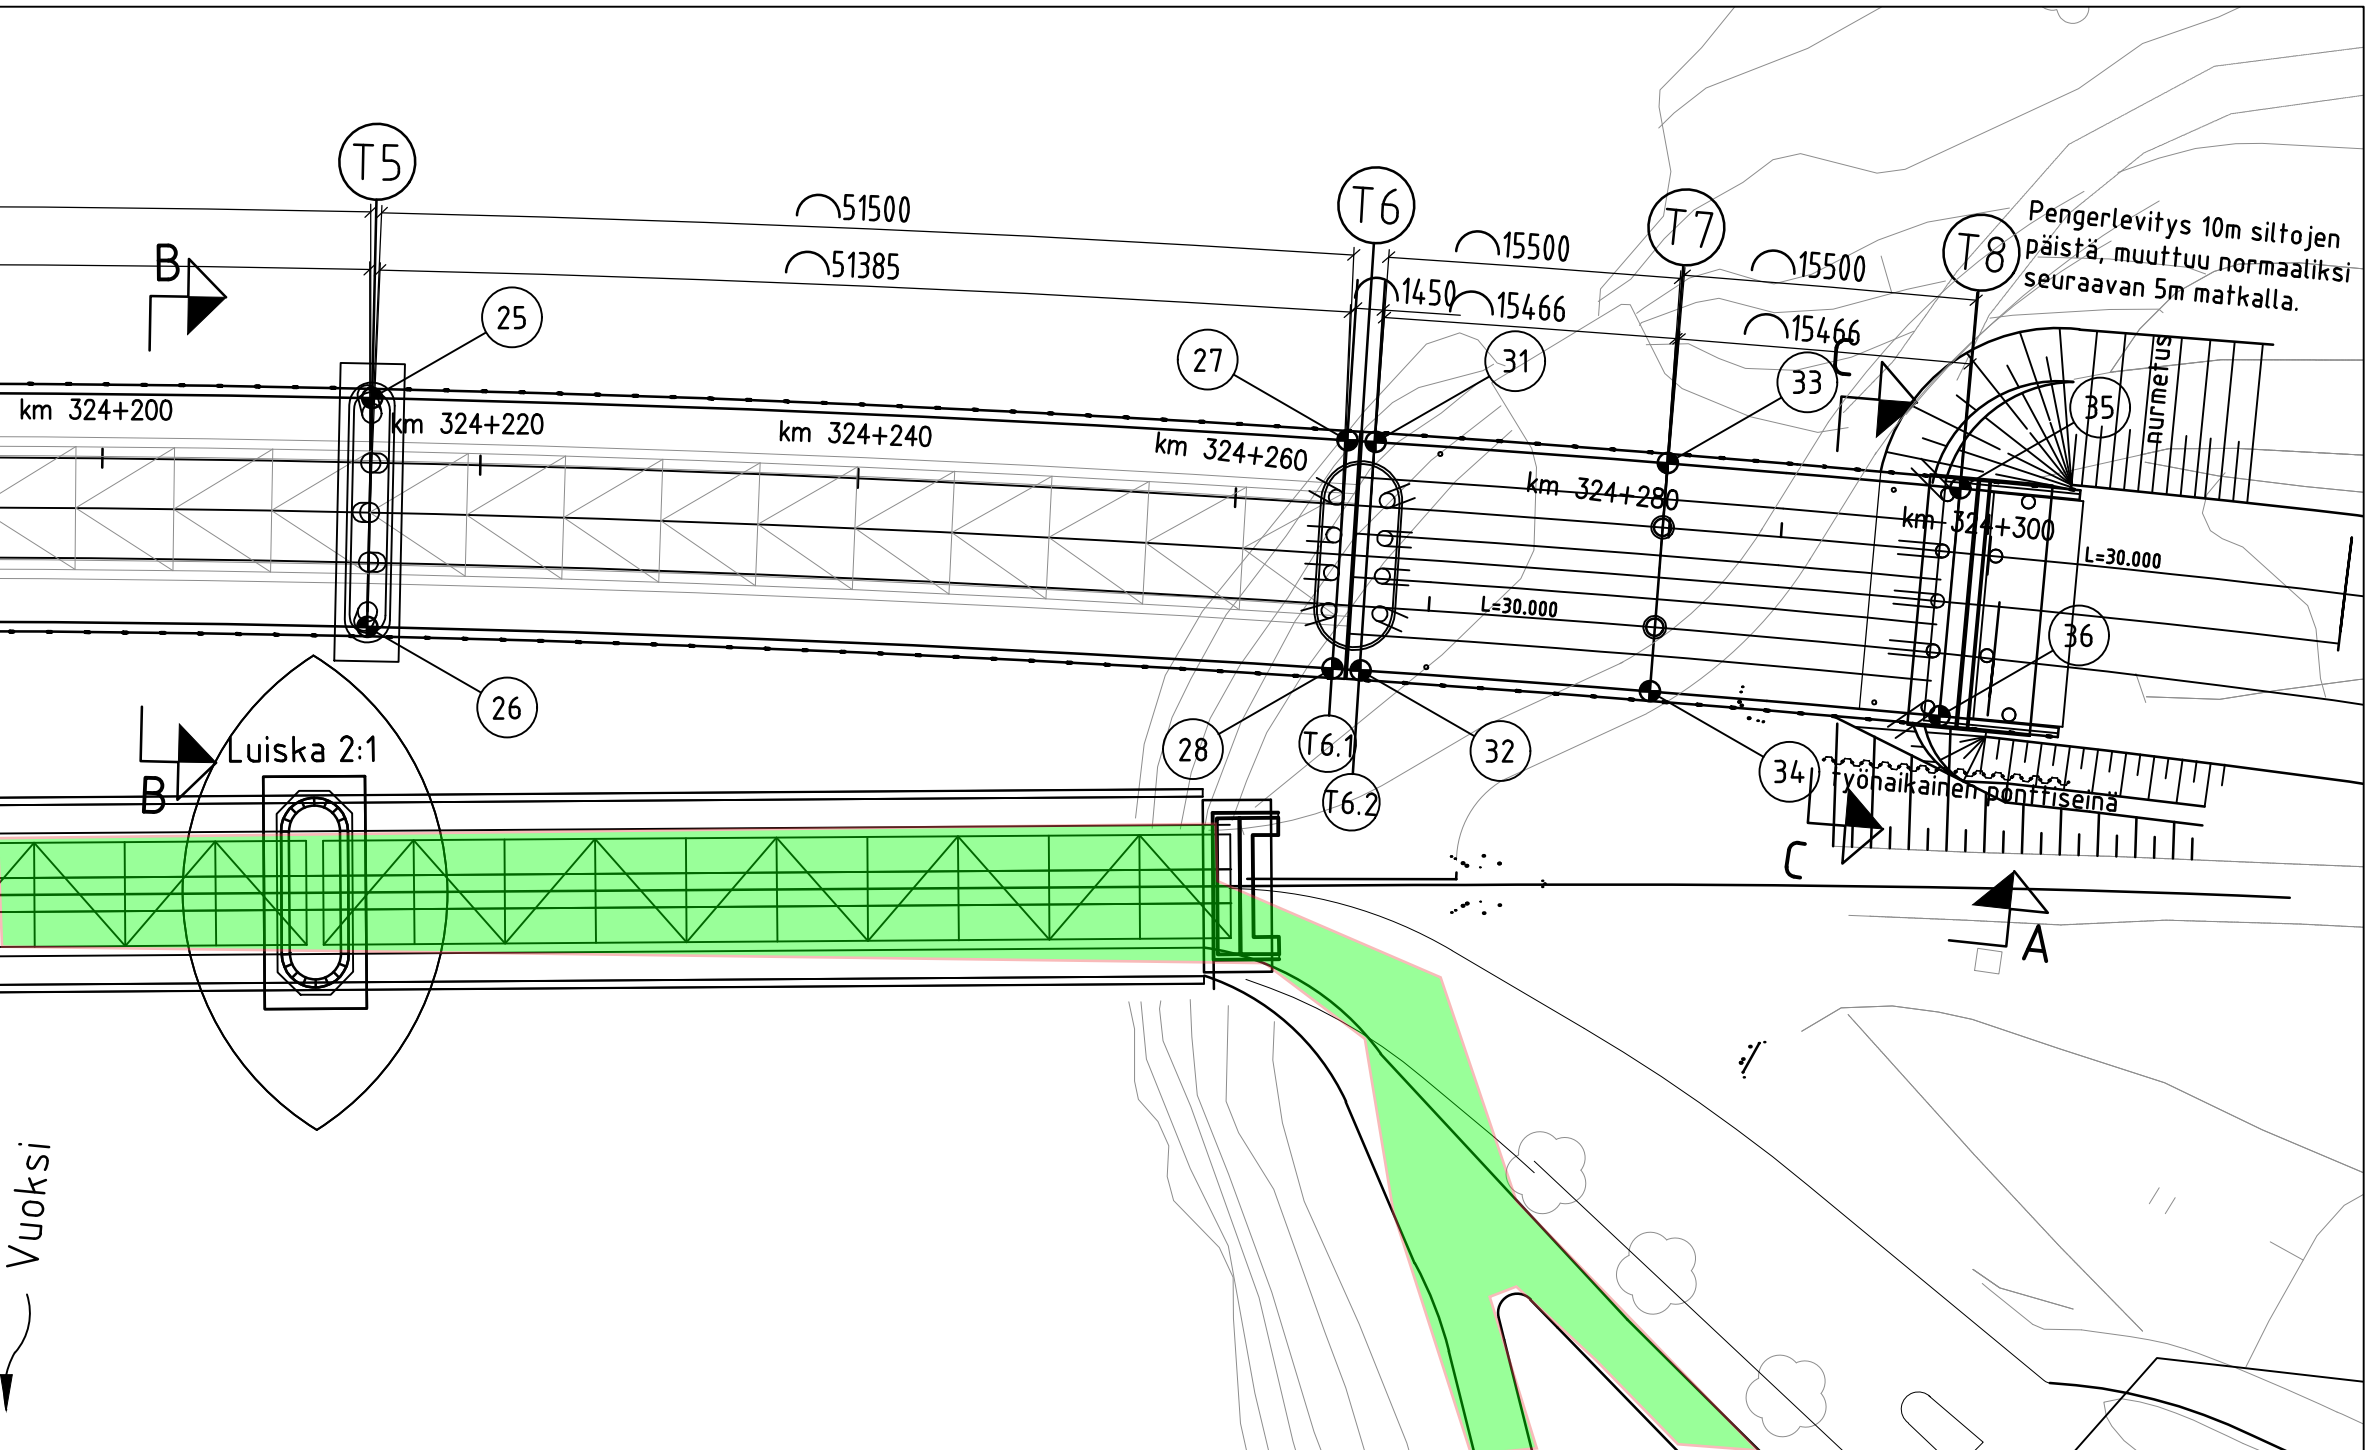 T5
T6
T7
T8
51500
51385
15500
15500
1450
15466
15466
Pengerlevitys 10m siltojen
päistä, muuttuu normaaliksi
seuraavan 5m matkalla.
B
25
27
31
33
C
35
nurmetus
km 324+200
km 324+220
km 324+240
km 324+260
km 324+280
km 324+300
L=30.000
L=30.000
36
26
28
T6.1
32
T6.2
34
Luiska 2:1
B
Työnaikainen ponttiseinä
C
A
Vuoksi